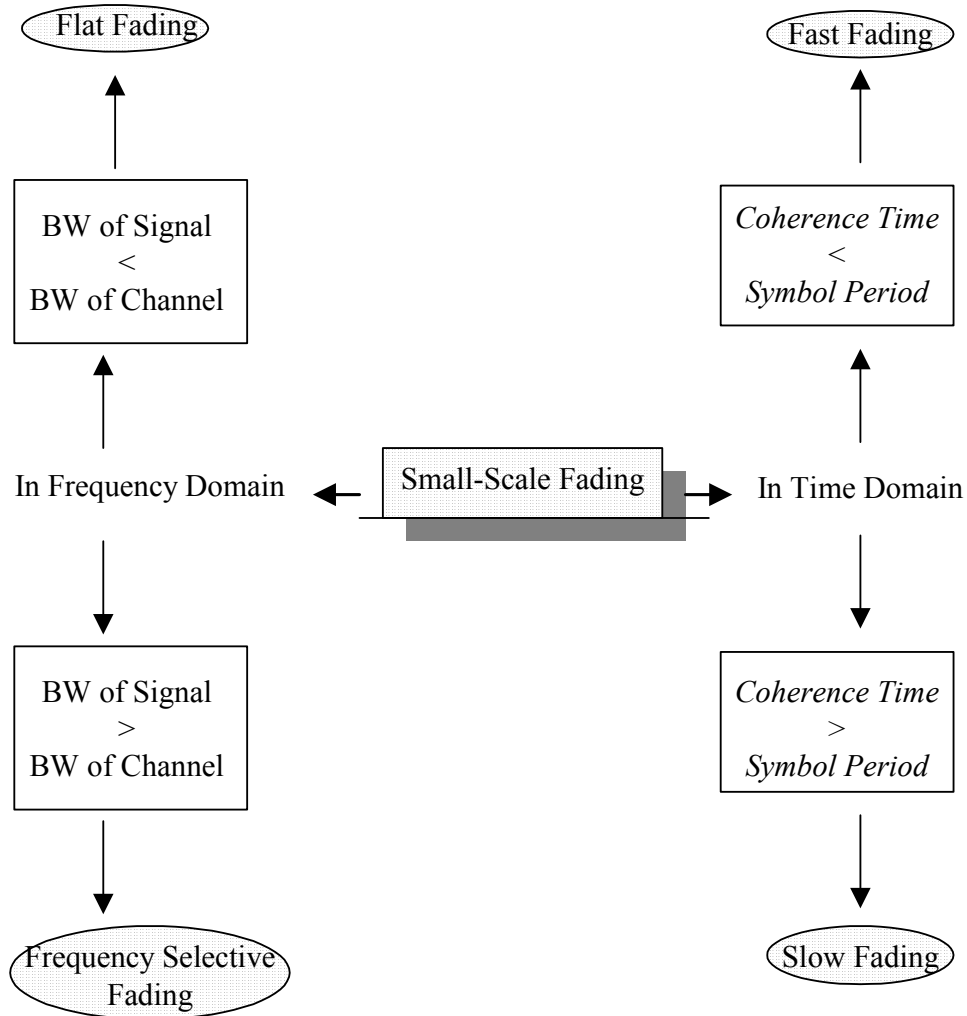 Flat Fading
Fast Fading
BW of Signal
<
BW of Channel
Coherence Time
<
Symbol Period
In Frequency Domain
Small-Scale Fading
In Time Domain
BW of Signal
>
BW of Channel
Coherence Time
>
Symbol Period
Frequency Selective
Fading
Slow Fading